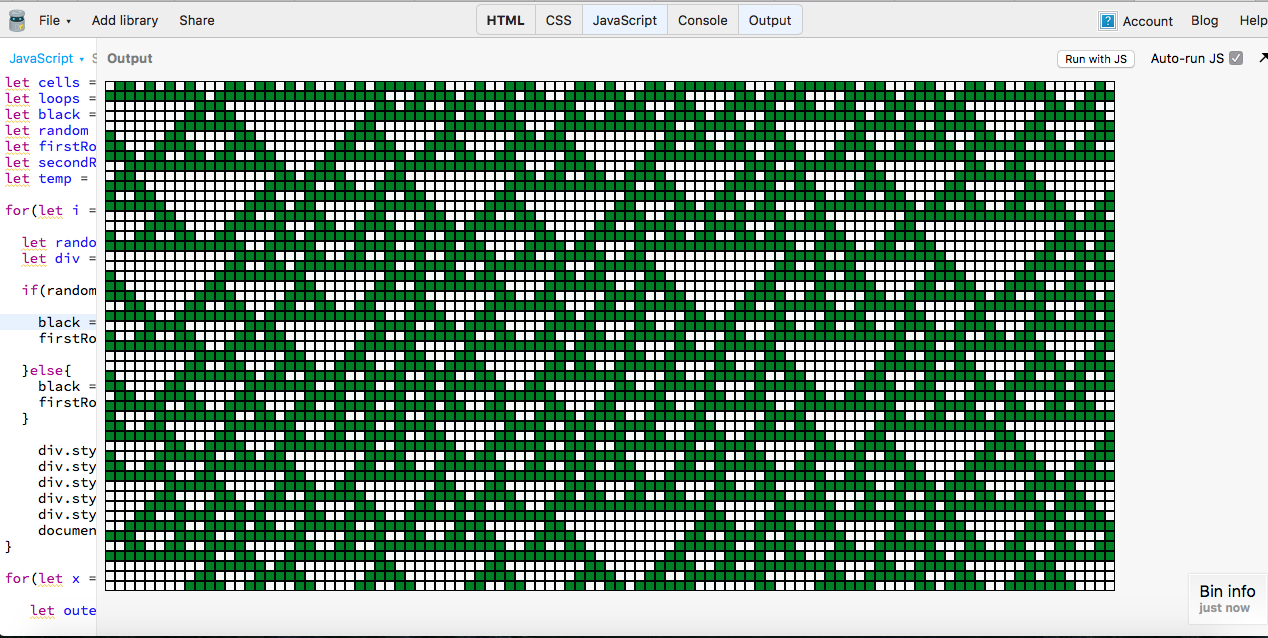 File ▾ Add library Share HTML CSS JavaScript Console Output ? Account Blog Help
JavaScript ▾ S Output Run with JS Auto-run JS
let cells =
let loops =
let black =
let random
let firstRo
let secondR
let temp =
for(let i =
let rando
let div =
if(random
black =
firstRo
}else{
black =
firstRo
}
div.sty
div.sty
div.sty
div.sty
div.sty
documen
}
for(let x =
let oute
Bin info
just now